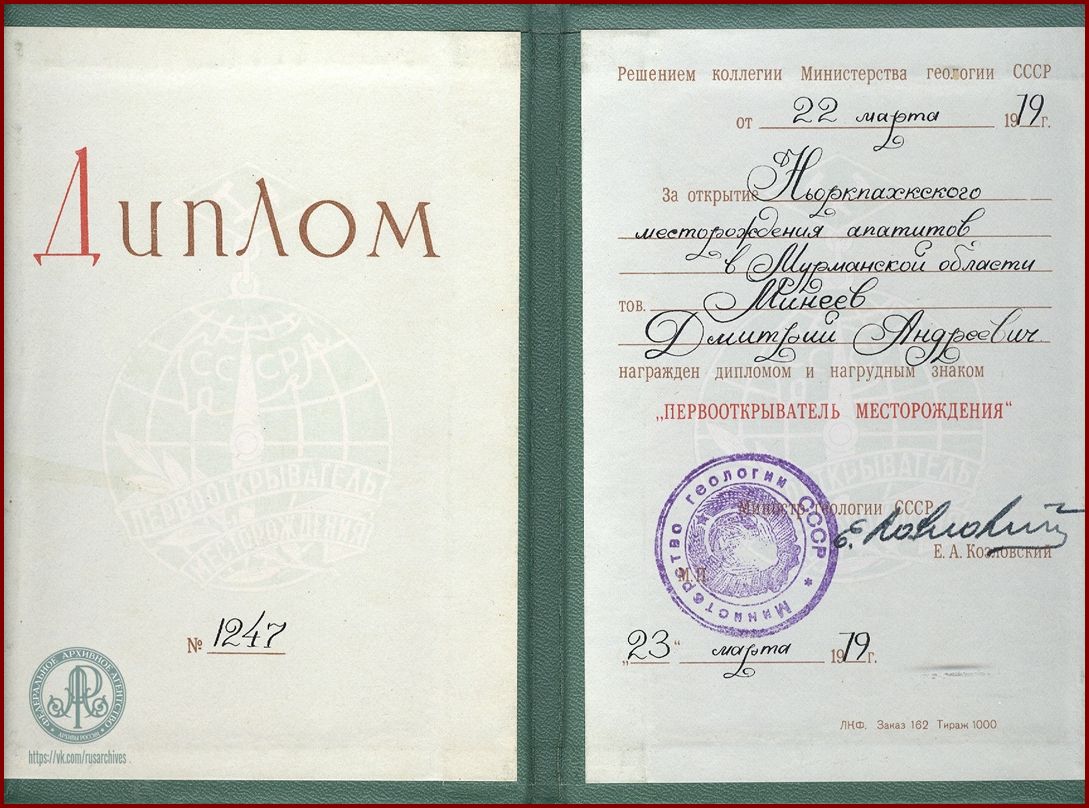 Диплом
СССР
ПЕРВООТКРЫВАТЕЛЬ
МЕСТОРОЖДЕНИЯ
№ 1247
ФЕДЕРАЛЬНОЕ АРХИВНОЕ АГЕНТСТВО
АРХИВЫ РОССИИ
https://vk.com/rusarchives
Решением коллегии Министерства геологии СССР
от 22 марта 1979 г.
За открытие Ньоркпахкского
месторождения апатитов
в Мурманской области
тов. Минеев
Дмитрий Андреевич
награжден дипломом и нагрудным знаком
„ПЕРВООТКРЫВАТЕЛЬ МЕСТОРОЖДЕНИЯ“
Министр геологии СССР
Е. А. Козловский
М.П.
Министерство геологии СССР
„23“ марта 1979 г.
ЛКФ. Заказ 162 Тираж 1000